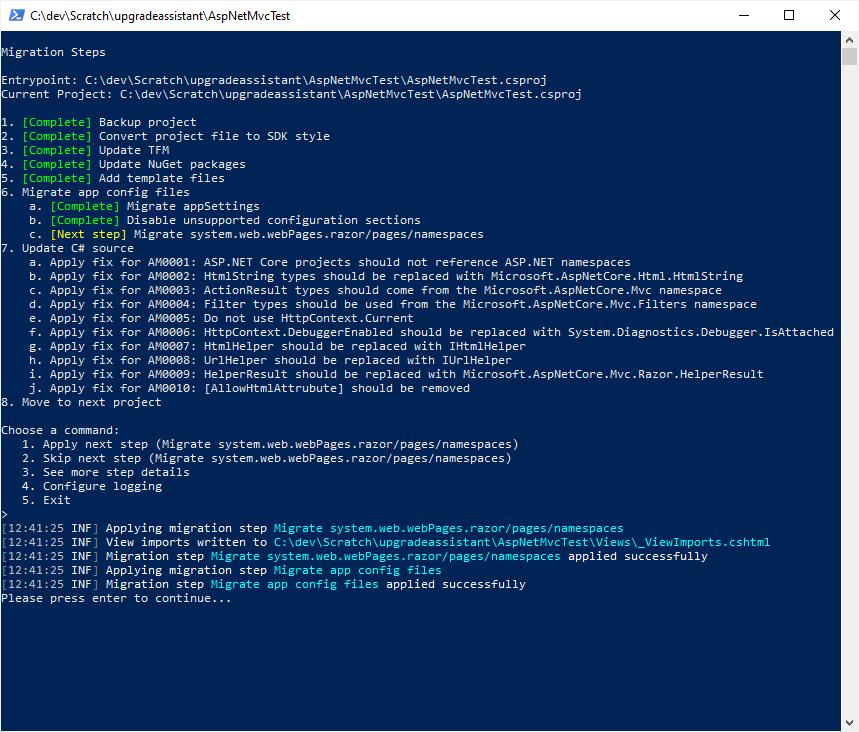 C:\dev\Scratch\upgradeassistant\AspNetMvcTest
Migration Steps
Entrypoint: C:\dev\Scratch\upgradeassistant\AspNetMvcTest\AspNetMvcTest.csproj
Current Project: C:\dev\Scratch\upgradeassistant\AspNetMvcTest\AspNetMvcTest.csproj
1. [Complete] Backup project
2. [Complete] Convert project file to SDK style
3. [Complete] Update TFM
4. [Complete] Update NuGet packages
5. [Complete] Add template files
6. Migrate app config files
a. [Complete] Migrate appSettings
b. [Complete] Disable unsupported configuration sections
c. [Next step] Migrate system.web.webPages.razor/pages/namespaces
7. Update C# source
a. Apply fix for AM0001: ASP.NET Core projects should not reference ASP.NET namespaces
b. Apply fix for AM0002: HtmlString types should be replaced with Microsoft.AspNetCore.Html.HtmlString
c. Apply fix for AM0003: ActionResult types should come from the Microsoft.AspNetCore.Mvc namespace
d. Apply fix for AM0004: Filter types should be used from the Microsoft.AspNetCore.Mvc.Filters namespace
e. Apply fix for AM0005: Do not use HttpContext.Current
f. Apply fix for AM0006: HttpContext.DebuggerEnabled should be replaced with System.Diagnostics.Debugger.IsAttached
g. Apply fix for AM0007: HtmlHelper should be replaced with IHtmlHelper
h. Apply fix for AM0008: UrlHelper should be replaced with IUrlHelper
i. Apply fix for AM0009: HelperResult should be replaced with Microsoft.AspNetCore.Mvc.Razor.HelperResult
j. Apply fix for AM0010: [AllowHtmlAttrubute] should be removed
8. Move to next project
Choose a command:
1. Apply next step (Migrate system.web.webPages.razor/pages/namespaces)
2. Skip next step (Migrate system.web.webPages.razor/pages/namespaces)
3. See more step details
4. Configure logging
5. Exit
>
[12:41:25 INF] Applying migration step Migrate system.web.webPages.razor/pages/namespaces
[12:41:25 INF] View imports written to C:\dev\Scratch\upgradeassistant\AspNetMvcTest\Views\_ViewImports.cshtml
[12:41:25 INF] Migration step Migrate system.web.webPages.razor/pages/namespaces applied successfully
[12:41:25 INF] Applying migration step Migrate app config files
[12:41:25 INF] Migration step Migrate app config files applied successfully
Please press enter to continue...